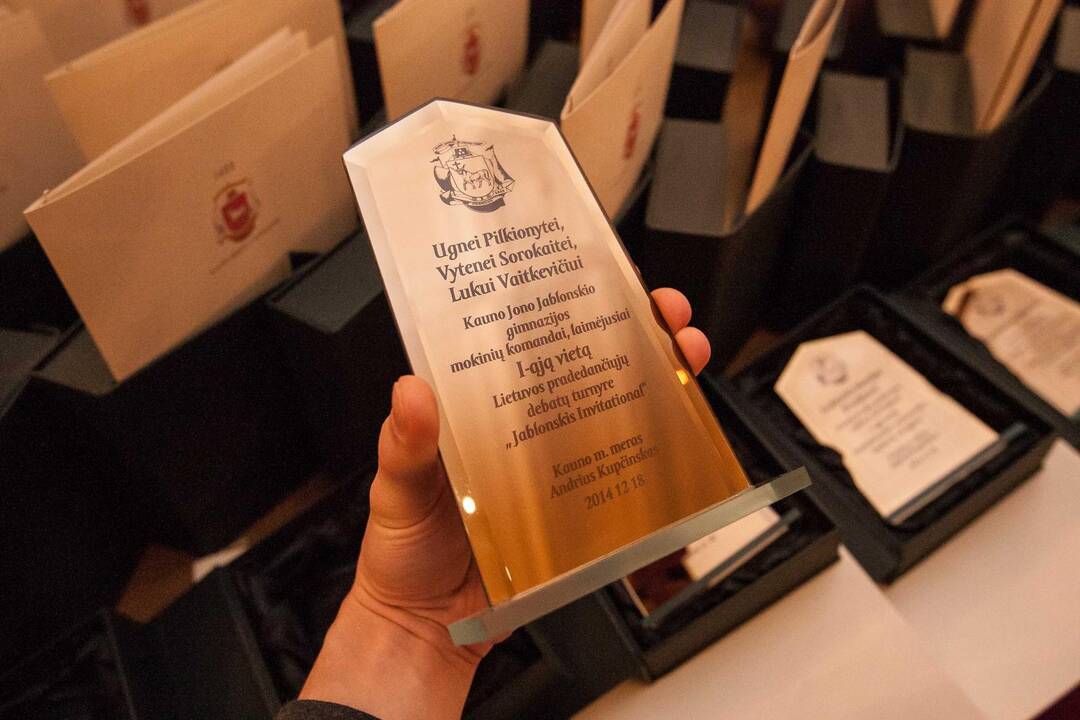 Ugnei Pilkionytei,
Vytenei Sorokaitei,
Lukui Vaitkevičiui
Kauno Jono Jablonskio
gimnazijos
mokinių komandai, laimėjusiai
I-ąją vietą
Lietuvos pradedančiųjų
debatų turnyre
„Jablonskis Invitational“
Kauno m. meras
Andrius Kupčinskas
2014 12 18